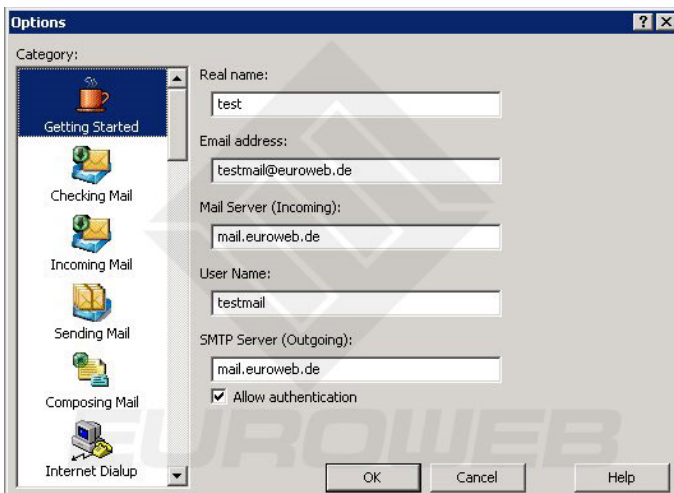 Options
Category:
Getting Started
Checking Mail
Incoming Mail
Sending Mail
Composing Mail
Internet Dialup
Real name:
test
Email address:
testmail@euroweb.de
Mail Server (Incoming):
mail.euroweb.de
User Name:
testmail
SMTP Server (Outgoing):
mail.euroweb.de
Allow authentication
EUROWEB
OK
Cancel
Help